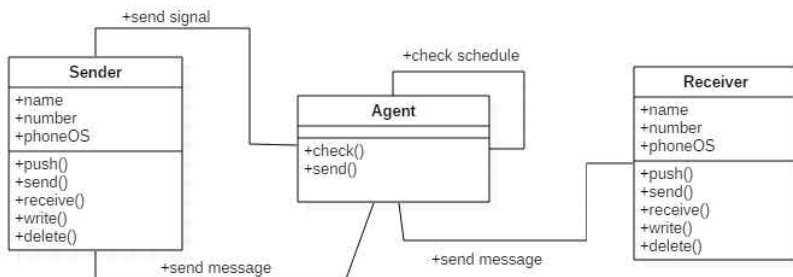 +send signal
Sender
+name
+number
+phoneOS
+push()
+send()
+receive()
+write()
+delete()
+check schedule
Agent
+check()
+send()
Receiver
+name
+number
+phoneOS
+push()
+send()
+receive()
+write()
+delete()
+send message
+send message